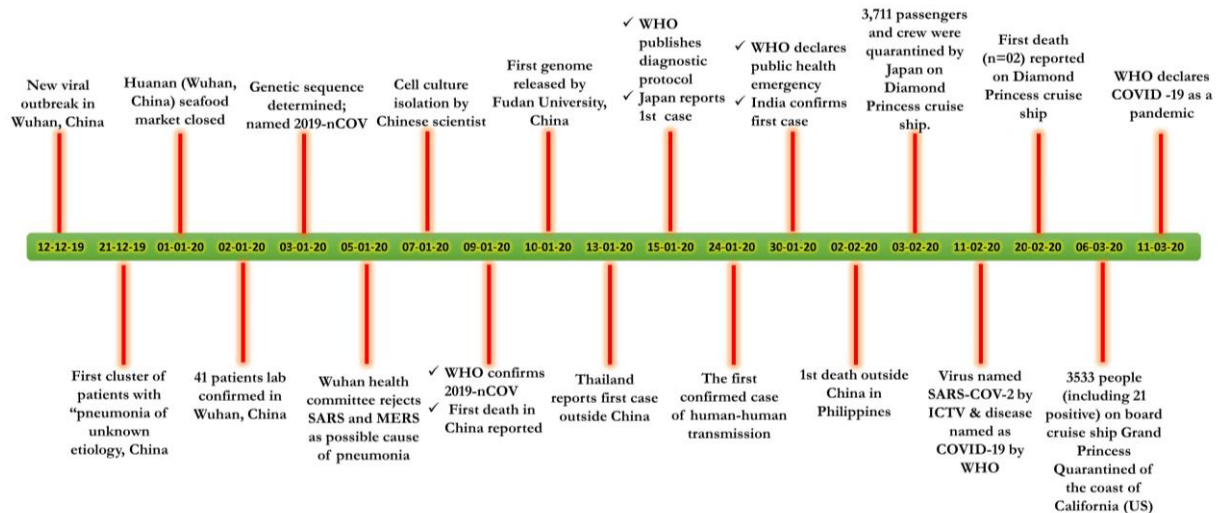 New viral
outbreak in
Wuhan, China
Huanan (Wuhan,
China) seafood
market closed
Genetic sequence
determined;
named 2019-nCOV
Cell culture
isolation by
Chinese scientist
First genome
released by
Fudan University,
China
✓ WHO
publishes
diagnostic
protocol
✓ Japan reports
1st case
✓ WHO declares
public health
emergency
✓ India confirms
first case
3,711 passengers
and crew were
quarantined by
Japan on
Diamond
Princess cruise
ship.
First death
(n=02) reported
on Diamond
Princess cruise
ship
WHO declares
COVID -19 as a
pandemic
12-12-19 21-12-19 01-01-20 02-01-20 03-01-20 05-01-20 07-01-20 09-01-20 10-01-20 13-01-20 15-01-20 24-01-20 30-01-20 02-02-20 03-02-20 11-02-20 20-02-20 06-03-20 11-03-20
First cluster of
patients with
“pneumonia of
unknown
etiology, China
41 patients lab
confirmed in
Wuhan, China
Wuhan health
committee rejects
SARS and MERS
as possible cause
of pneumonia
✓ WHO confirms
2019-nCOV
✓ First death in
China reported
Thailand
reports first case
outside China
The first
confirmed case
of human-human
transmission
1st death outside
China in
Philippines
Virus named
SARS-COV-2 by
ICTV & disease
named as
COVID-19 by
WHO
3533 people
(including 21
positive) on board
cruise ship Grand
Princess
Quarantined of
the coast of
California (US)